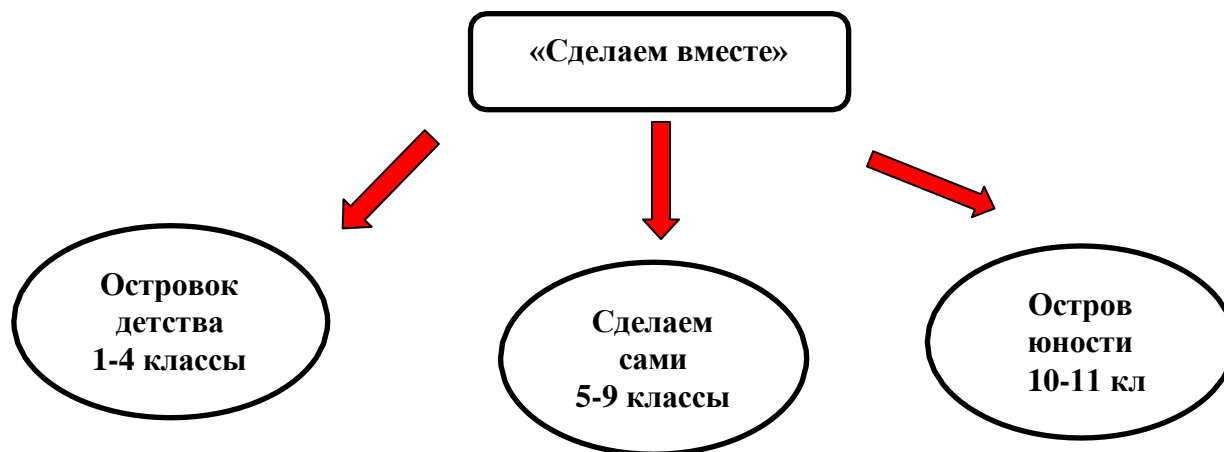 «Сделаем вместе»
Островок
детства
1-4 классы
Сделаем
сами
5-9 классы
Остров
юности
10-11 кл